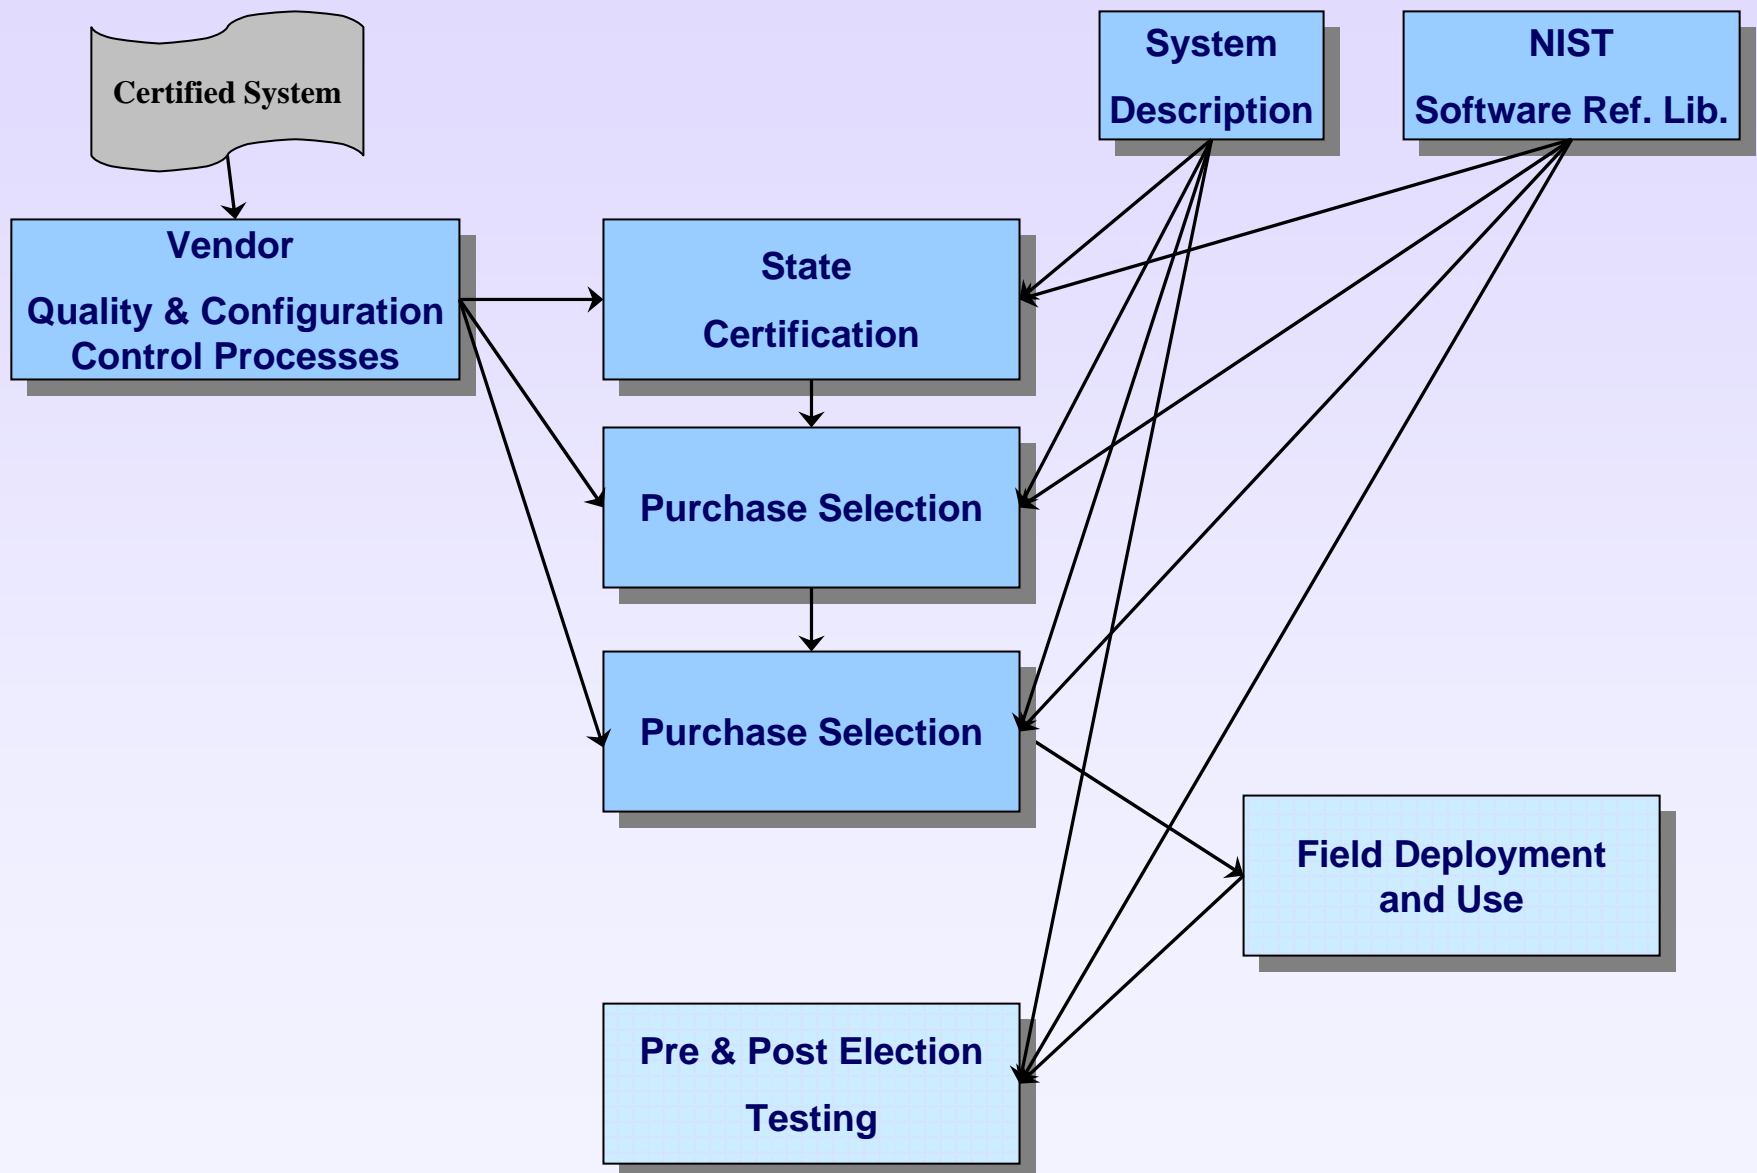 Certified System
System
Description
NIST
Software Ref. Lib.
Vendor
Quality & Configuration
Control Processes
State
Certification
Purchase Selection
Purchase Selection
Field Deployment
and Use
Pre & Post Election
Testing